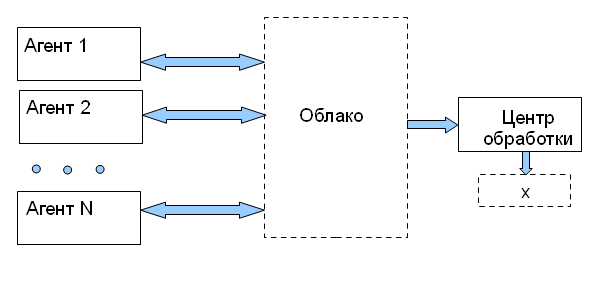 Агент 1
Агент 2
Агент N
Облако
Центр
обработки
x